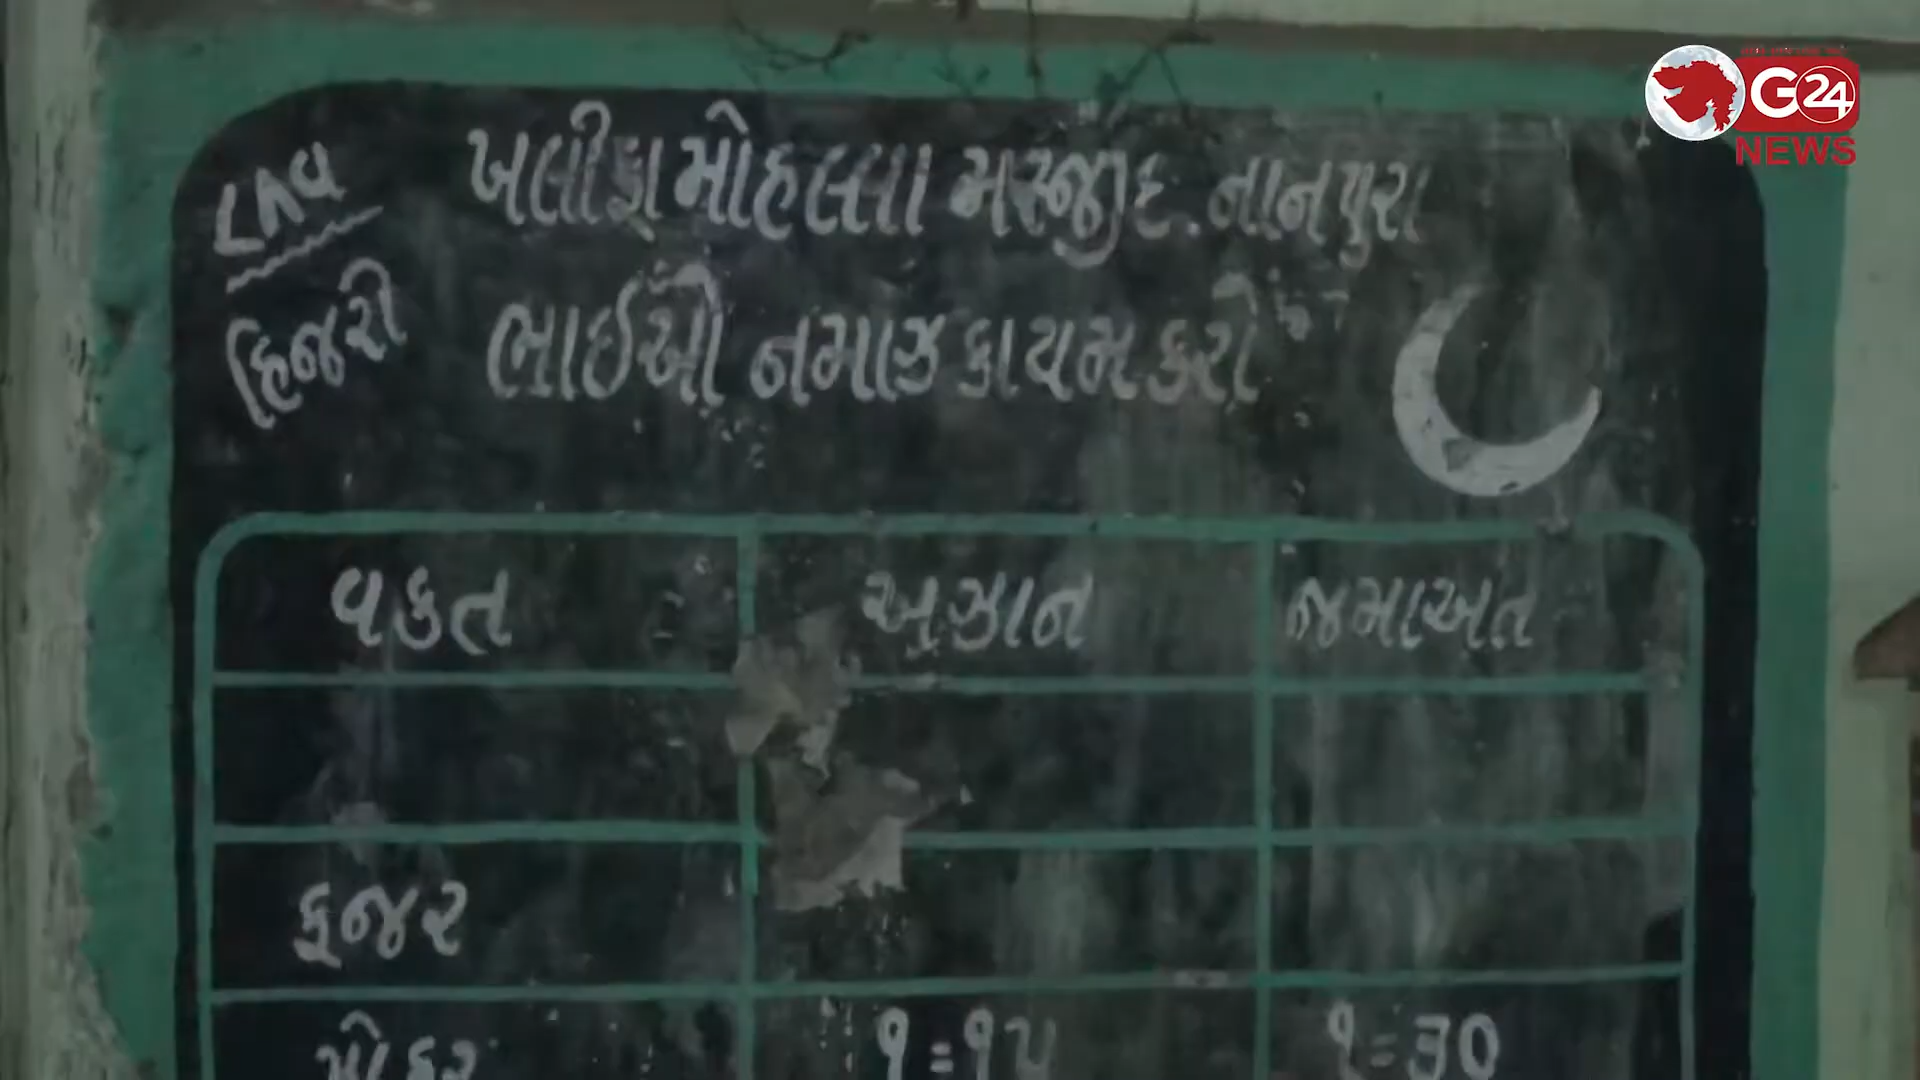 ખલીફા મોહલ્લા મસ્જીદ. નાનપુરા
હિજરી
ભાઈઓ નમાઝ કાયમ કરો
વકત અઝાન જમાઅત
ફજર
૧=૧૫ ૧=૩૦
G24
NEWS